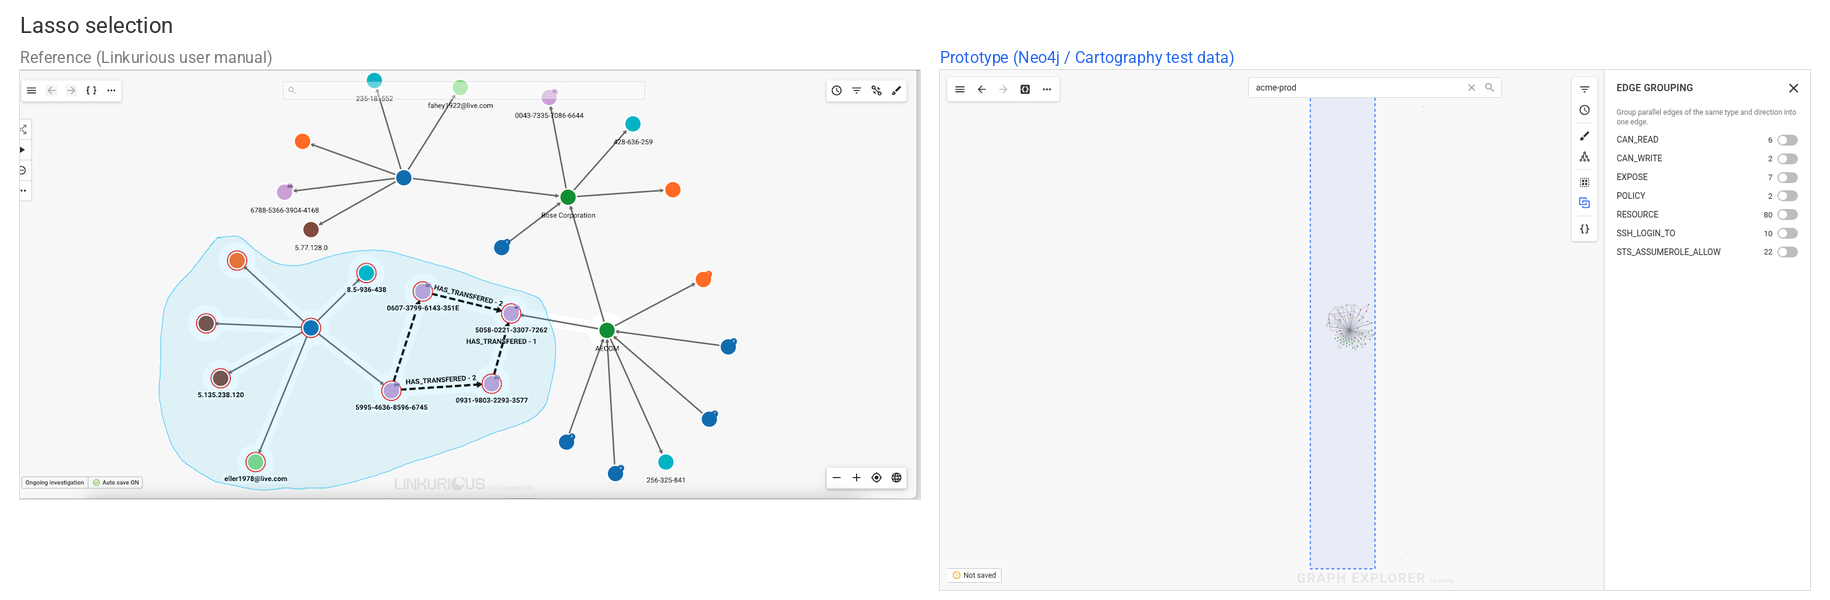 Lasso selection
Reference (Linkurious user manual)
Prototype (Neo4j / Cartography test data)
fahey1922@live.com
0043-7335-7086-6644
428-636-259
6788-5366-3904-4168
Bose Corporation
5.77.128.0
8.5-936-438
HAS_TRANSFERED - 2
0607-3799-6143-351E
5058-0221-3307-7262
HAS_TRANSFERED - 1
AECOM
HAS_TRANSFERED - 2
5.135.238.120
5995-4636-8596-6745
0931-9803-2293-3577
eller1978@live.com
256-325-841
Ongoing investigation
Auto save ON
LINKURIOUS
acme-prod
Not saved
GRAPH EXPLORER
EDGE GROUPING
Group parallel edges of the same type and direction into
one edge.
CAN_READ 6
CAN_WRITE 2
EXPOSE 7
POLICY 2
RESOURCE 80
SSH_LOGIN_TO 10
STS_ASSUMEROLE_ALLOW 22